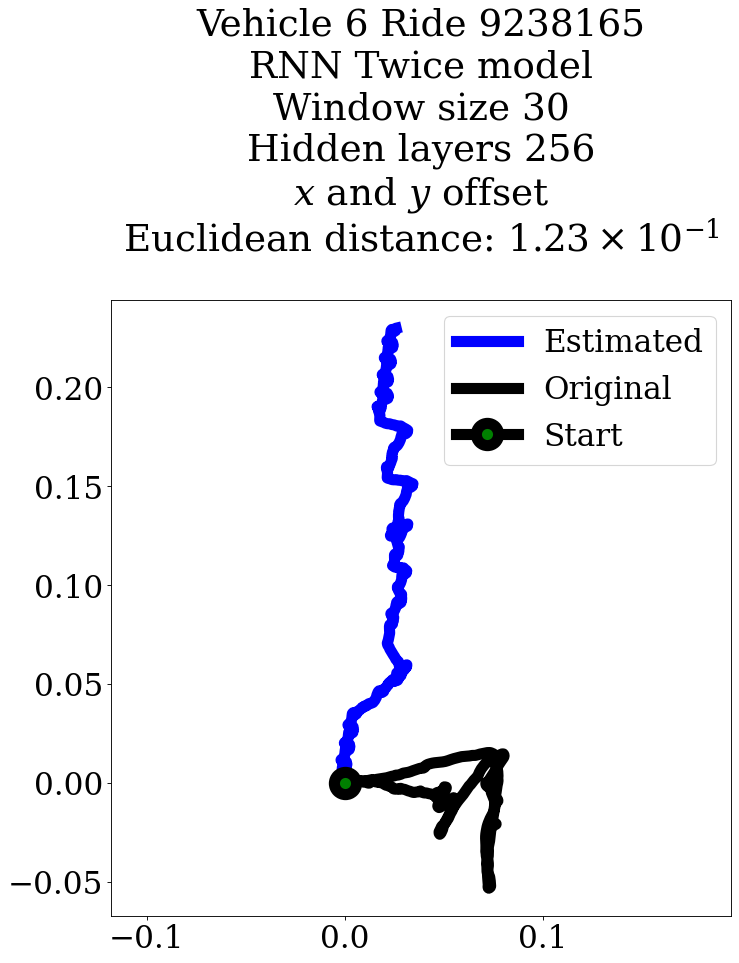 Vehicle 6 Ride 9238165
RNN Twice model
Window size 30
Hidden layers 256
x and y offset
Euclidean distance: 1.23 × 10⁻¹
Estimated
Original
Start
0.20
0.15
0.10
0.05
0.00
−0.05
−0.1 0.0 0.1